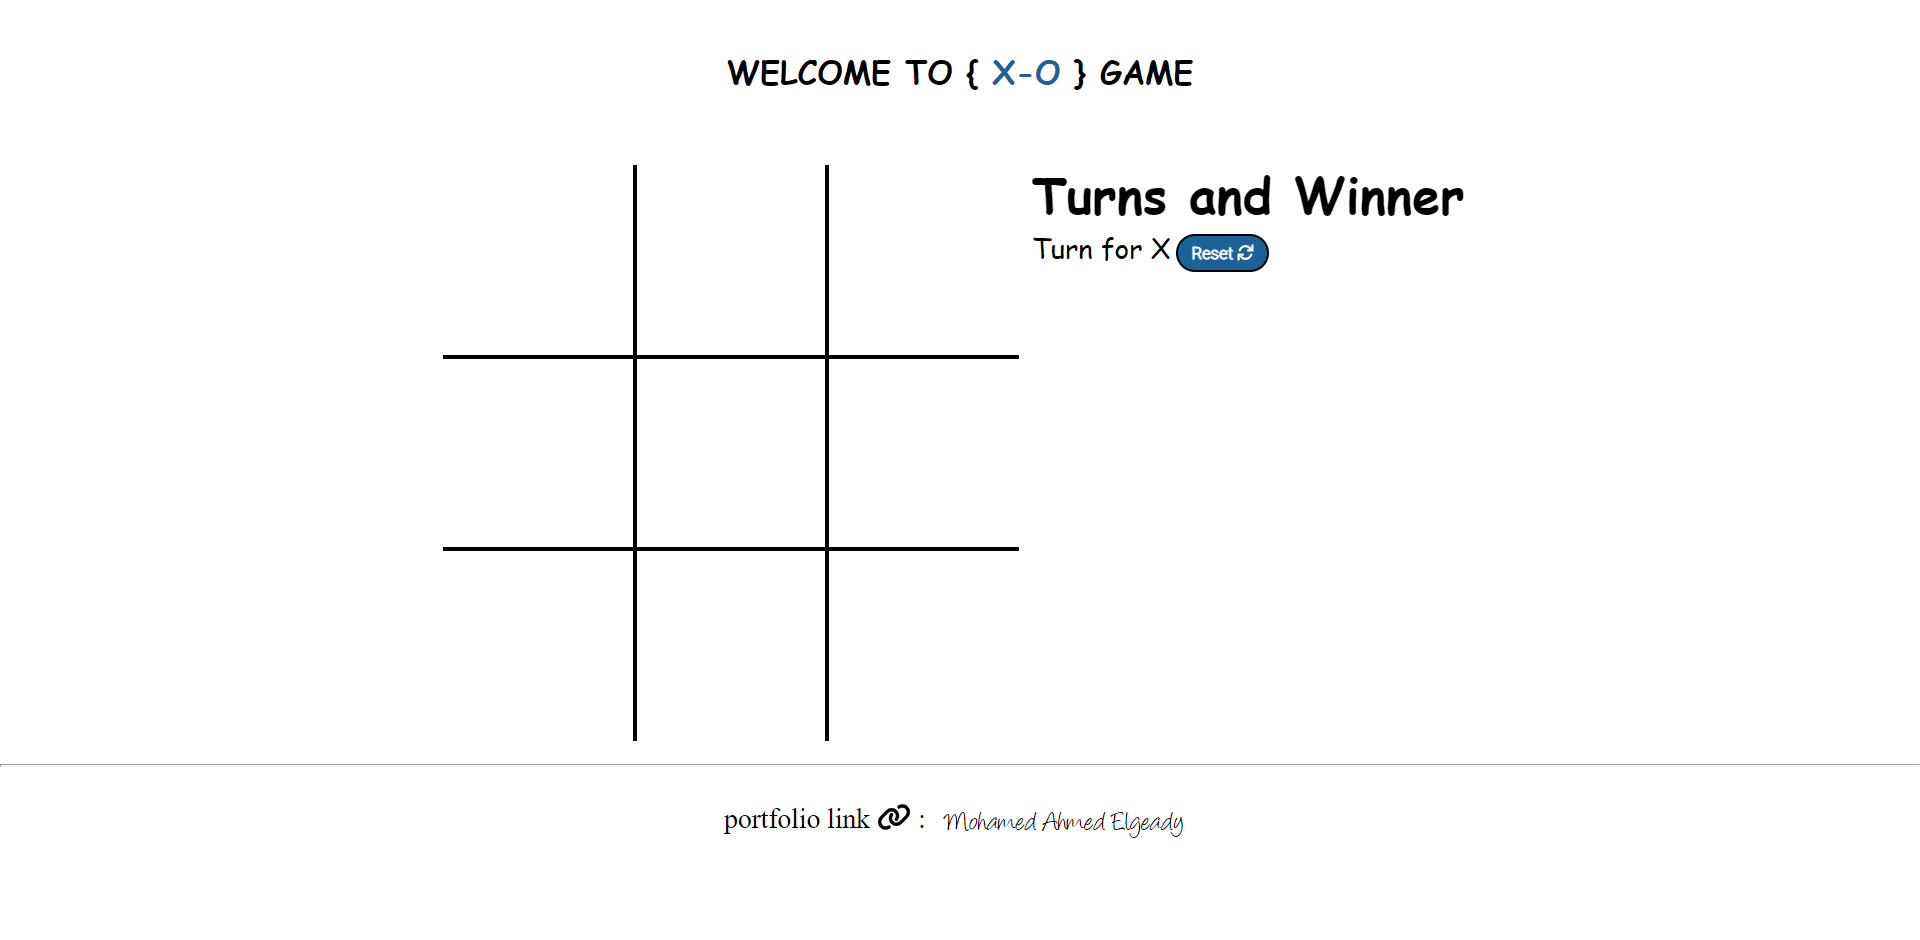 WELCOME TO { X-O } GAME
Turns and Winner
Turn for X Reset
portfolio link : Mohamed Ahmed Elgeady